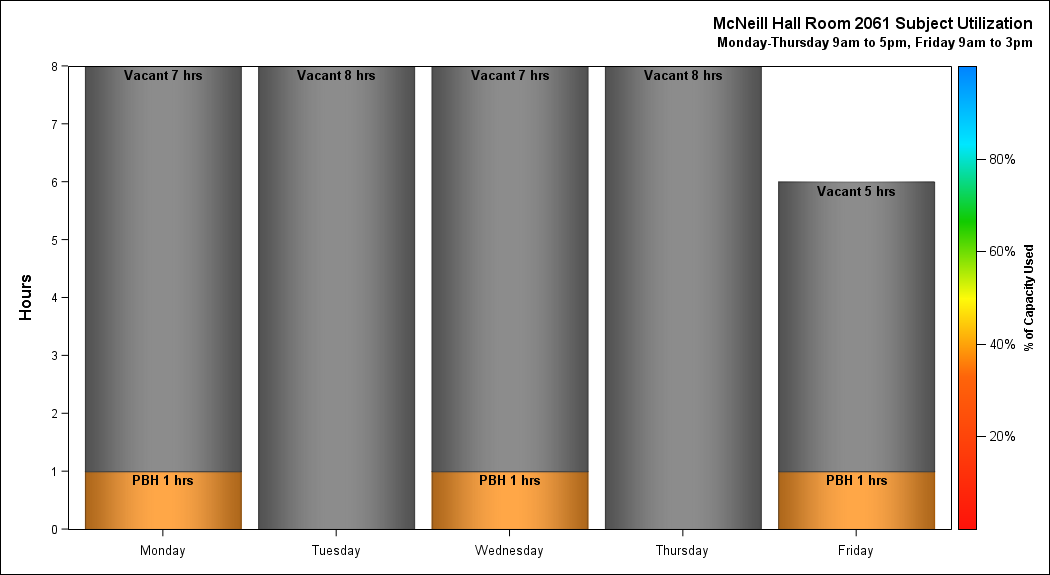 McNeill Hall Room 2061 Subject Utilization
Monday-Thursday 9am to 5pm, Friday 9am to 3pm
Hours
8
7
6
5
4
3
2
1
0
Vacant 7 hrs
PBH 1 hrs
Vacant 8 hrs
Vacant 7 hrs
PBH 1 hrs
Vacant 8 hrs
Vacant 5 hrs
PBH 1 hrs
Monday
Tuesday
Wednesday
Thursday
Friday
80%
60%
40%
20%
% of Capacity Used